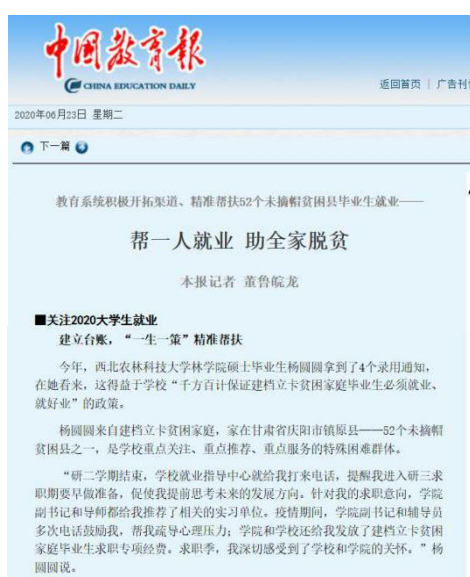 中国教育报
CHINA EDUCATION DAILY
返回首页 | 广告刊
2020年06月23日 星期二
下一篇
教育系统积极开拓渠道、精准帮扶52个未摘帽贫困县毕业生就业——
帮一人就业 助全家脱贫
本报记者 董鲁皖龙
■关注2020大学生就业
建立台账，“一生一策”精准帮扶
今年，西北农林科技大学林学院硕士毕业生杨圆圆拿到了4个录用通知，
在她看来，这得益于学校“千方百计保证建档立卡贫困家庭毕业生必须就业、
就好业”的政策。
杨圆圆来自建档立卡贫困家庭，家在甘肃省庆阳市镇原县——52个未摘帽
贫困县之一，是学校重点关注、重点推荐、重点服务的特殊困难群体。
“研二学期结束，学校就业指导中心就给我打来电话，提醒我进入研三求
职期要早做准备，促使我提前思考未来的发展方向。针对我的求职意向，学院
副书记和导师都给我推荐了相关的实习单位。疫情期间，学院副书记和辅导员
多次电话鼓励我，帮我疏导心理压力；学院和学校还给我发放了建档立卡贫困
家庭毕业生求职专项经费。求职季，我深切感受到了学校和学院的关怀。”杨
圆圆说。